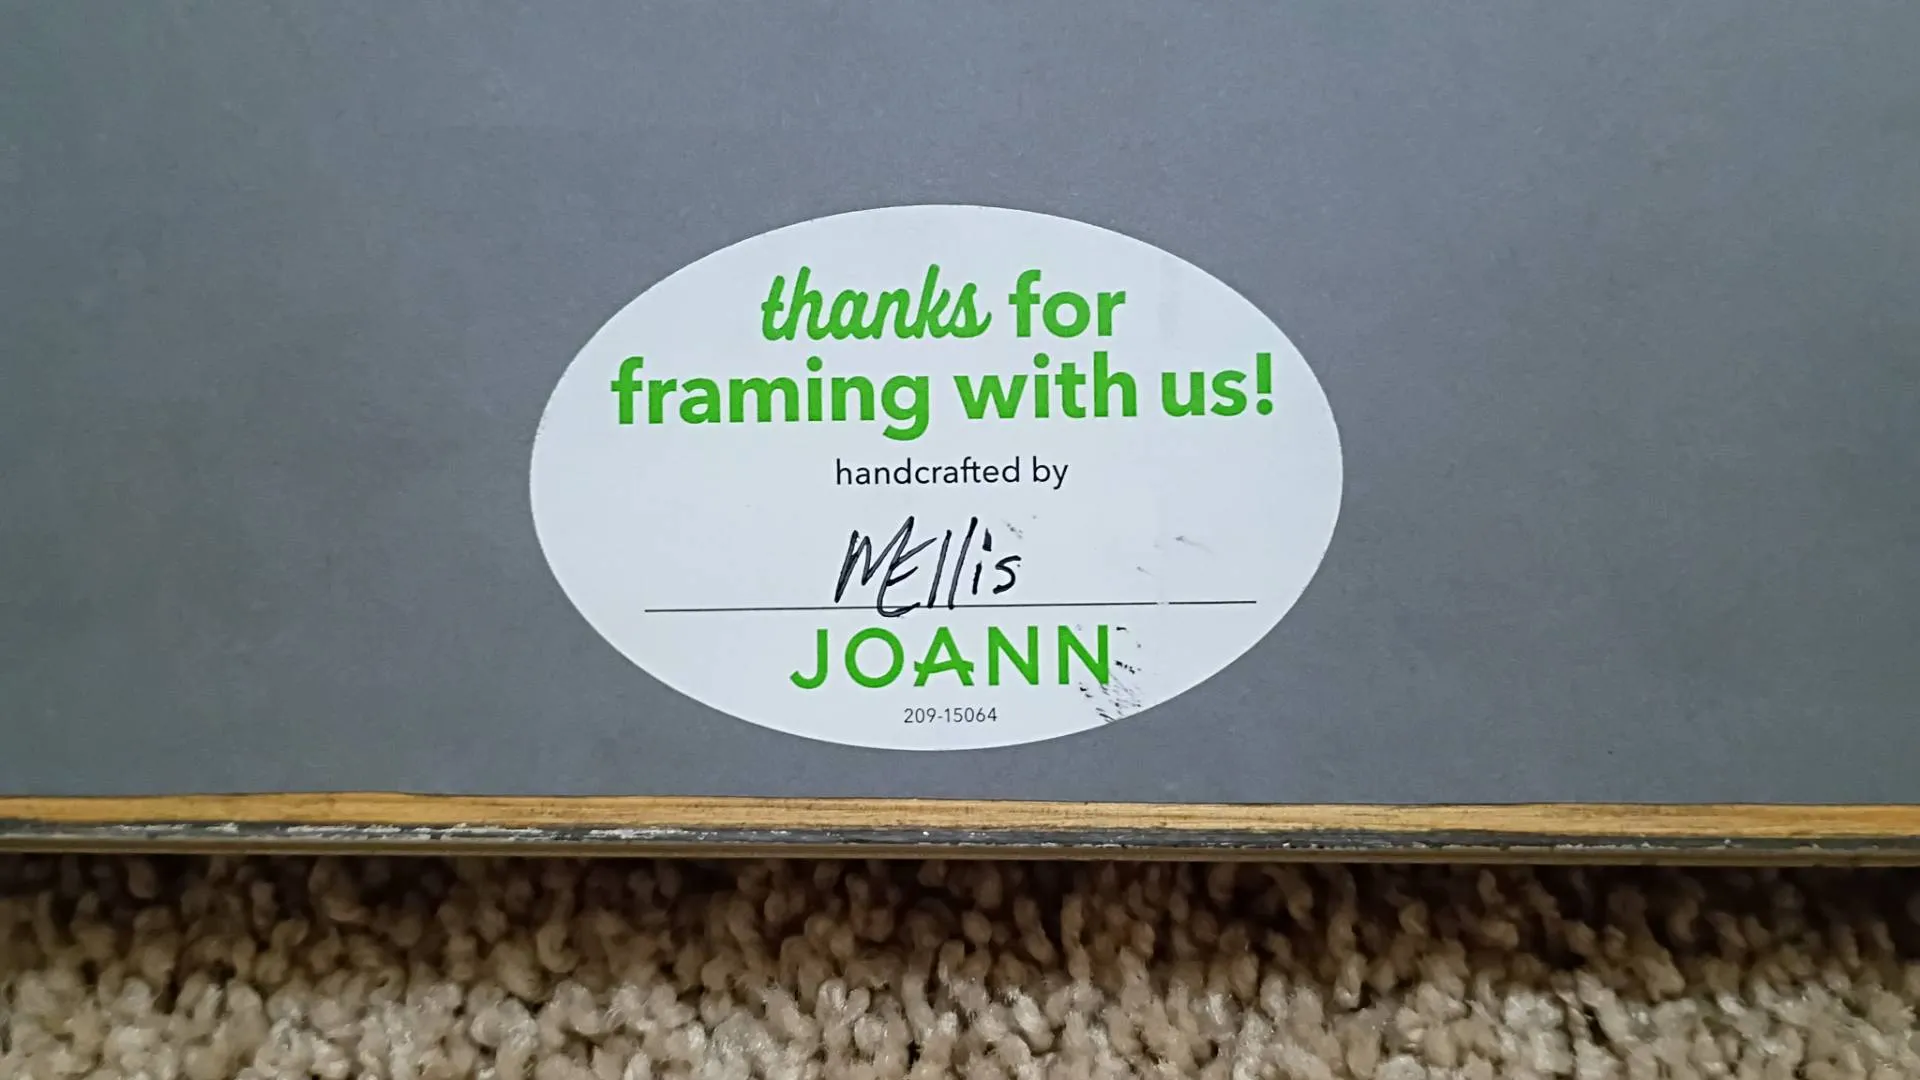 thanks for
framing with us!
handcrafted by
MEllis
JOANN
209-15064